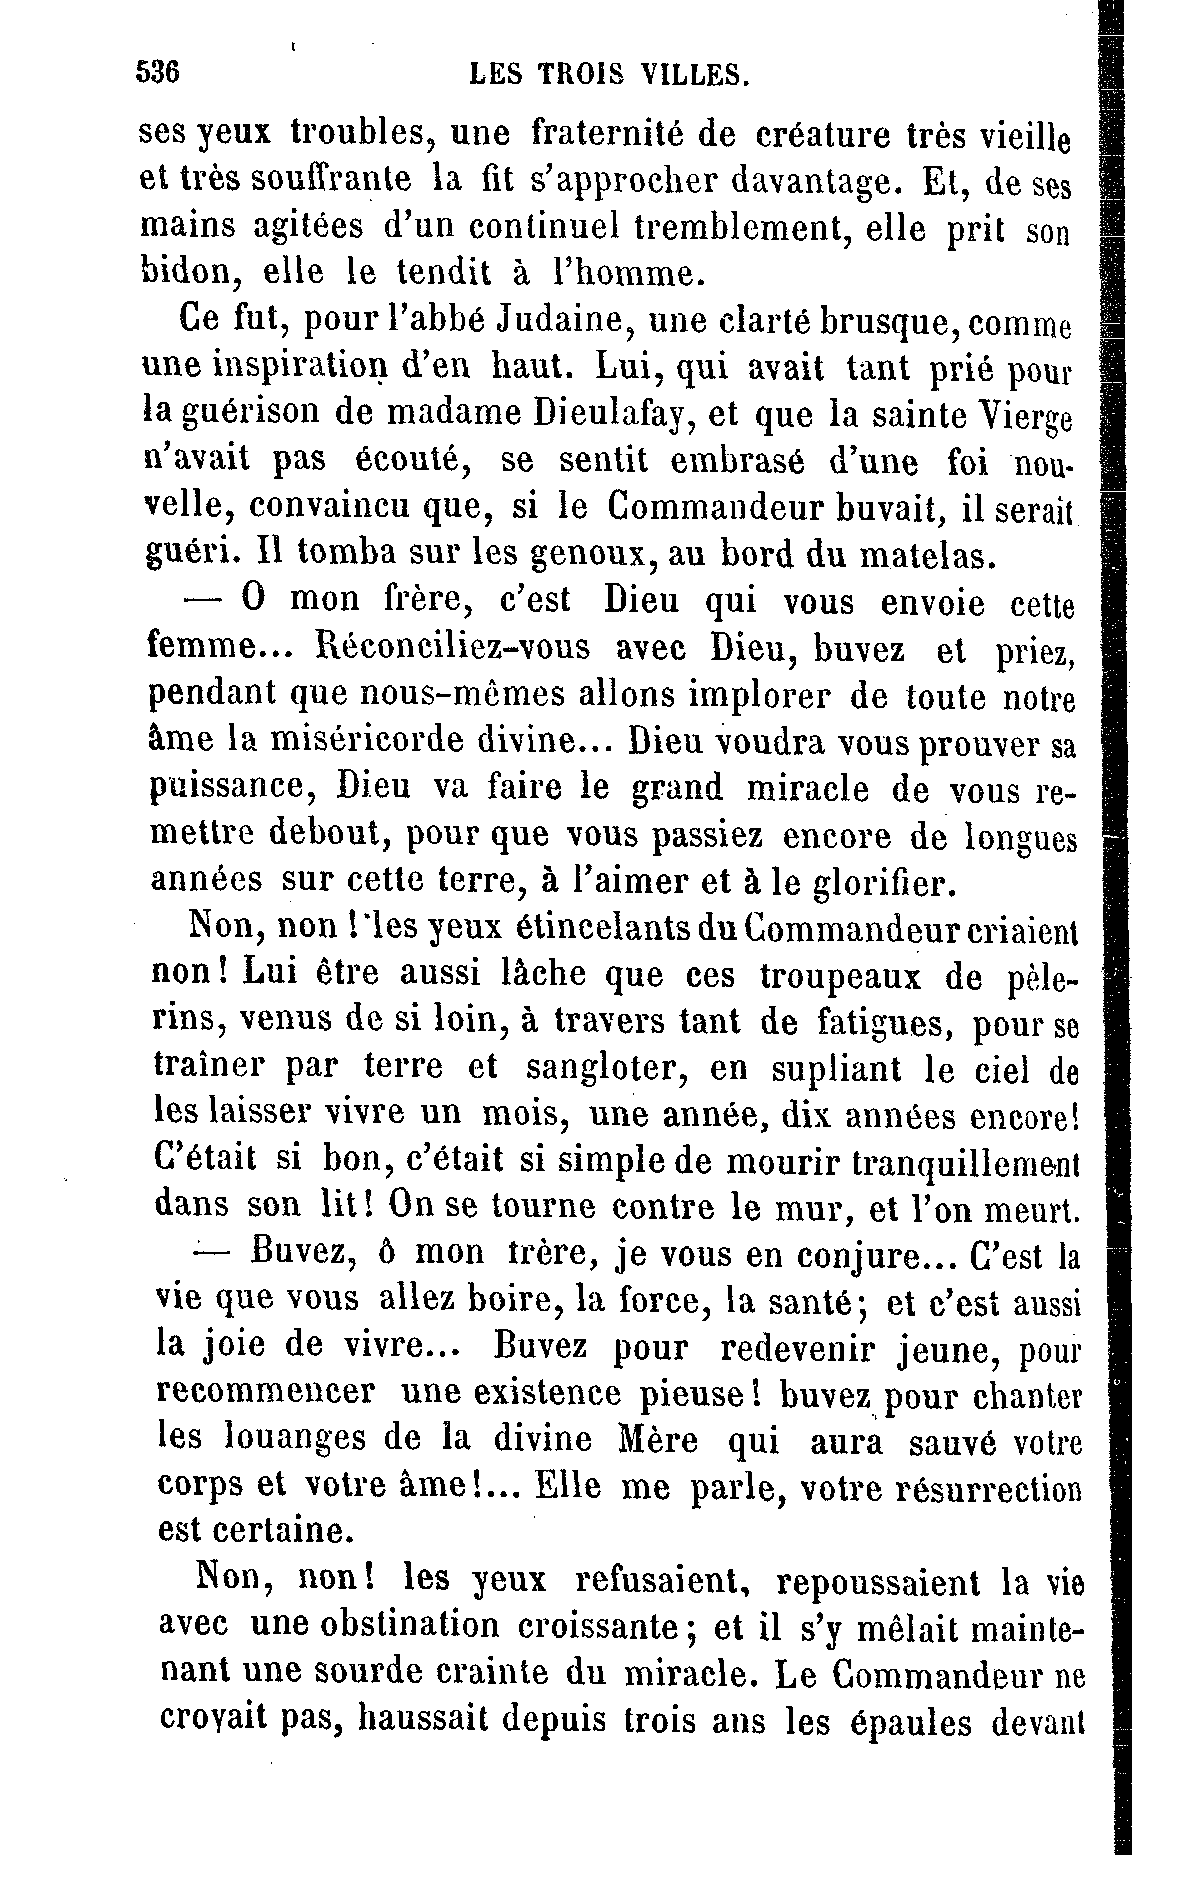 536 LES TROIS VILLES.
ses yeux troubles, une fraternité de créature très vieille
et très souffrante la fit s'approcher davantage. Et, de ses
mains agitées d'un continuel tremblement, elle prit son
bidon, elle le tendit à l'homme.
Ce fut, pour l'abbé Judaine, une clarté brusque, comme
une inspiration d'en haut. Lui, qui avait tant prié pour
la guérison de madame Dieulafay, et que la sainte Vierge
n'avait pas écouté, se sentit embrasé d'une foi nou-
velle, convaincu que, si le Commandeur buvait, il serait
guéri. Il tomba sur les genoux, au bord du matelas.
— O mon frère, c'est Dieu qui vous envoie cette
femme... Réconciliez-vous avec Dieu, buvez et priez,
pendant que nous-mêmes allons implorer de toute notre
âme la miséricorde divine... Dieu voudra vous prouver sa
puissance, Dieu va faire le grand miracle de vous re-
mettre debout, pour que vous passiez encore de longues
années sur cette terre, à l'aimer et à le glorifier.
Non, non ! les yeux étincelants du Commandeur criaient
non! Lui être aussi lâche que ces troupeaux de pèle-
rins, venus de si loin, à travers tant de fatigues, pour se
traîner par terre et sangloter, en supliant le ciel de
les laisser vivre un mois, une année, dix années encore!
C'était si bon, c'était si simple de mourir tranquillement
dans son lit! On se tourne contre le mur, et l'on meurt.
— Buvez, ô mon trère, je vous en conjure... C'est la
vie que vous allez boire, la force, la santé; et c'est aussi
la joie de vivre... Buvez pour redevenir jeune, pour
recommencer une existence pieuse! buvez pour chanter
les louanges de la divine Mère qui aura sauvé votre
corps et votre âme!... Elle me parle, votre résurrection
est certaine.
Non, non! les yeux refusaient, repoussaient la vie
avec une obstination croissante; et il s'y mêlait mainte-
nant une sourde crainte du miracle. Le Commandeur ne
croyait pas, haussait depuis trois ans les épaules devant